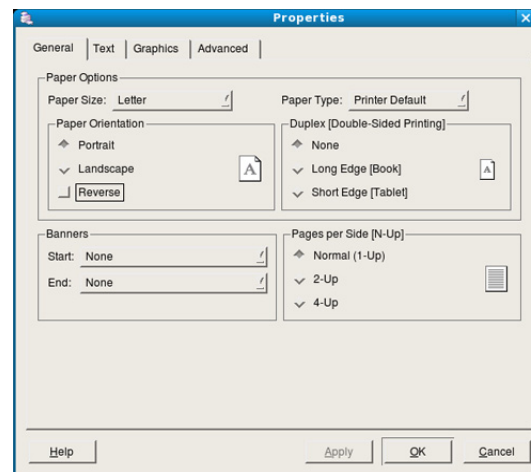 Properties
General Text Graphics Advanced
Paper Options
Paper Size: Letter
Paper Type: Printer Default
Paper Orientation
Portrait
Landscape
Reverse
A
Duplex [Double-Sided Printing]
None
Long Edge [Book]
Short Edge [Tablet]
A
Banners
Start: None
End: None
Pages per Side [N-Up]
Normal (1-Up)
2-Up
4-Up
Help Apply OK Cancel